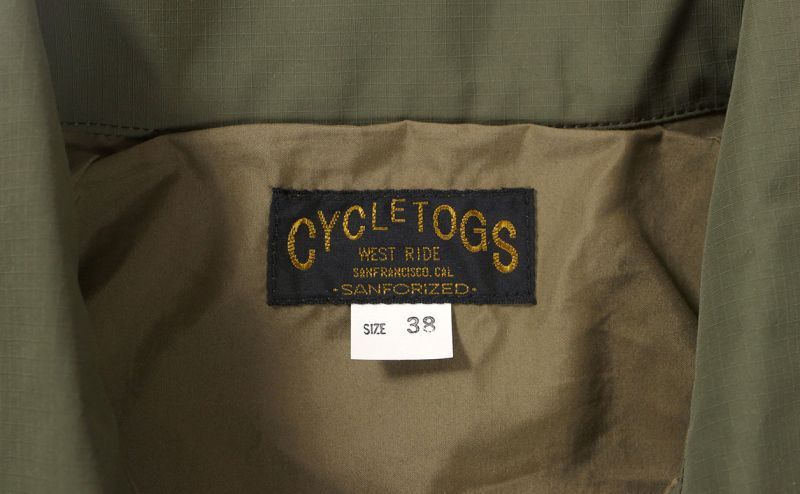 CYCLETOGS
WEST RIDE
SANFRANCISCO. CAL
- SANFORIZED -
SIZE 38